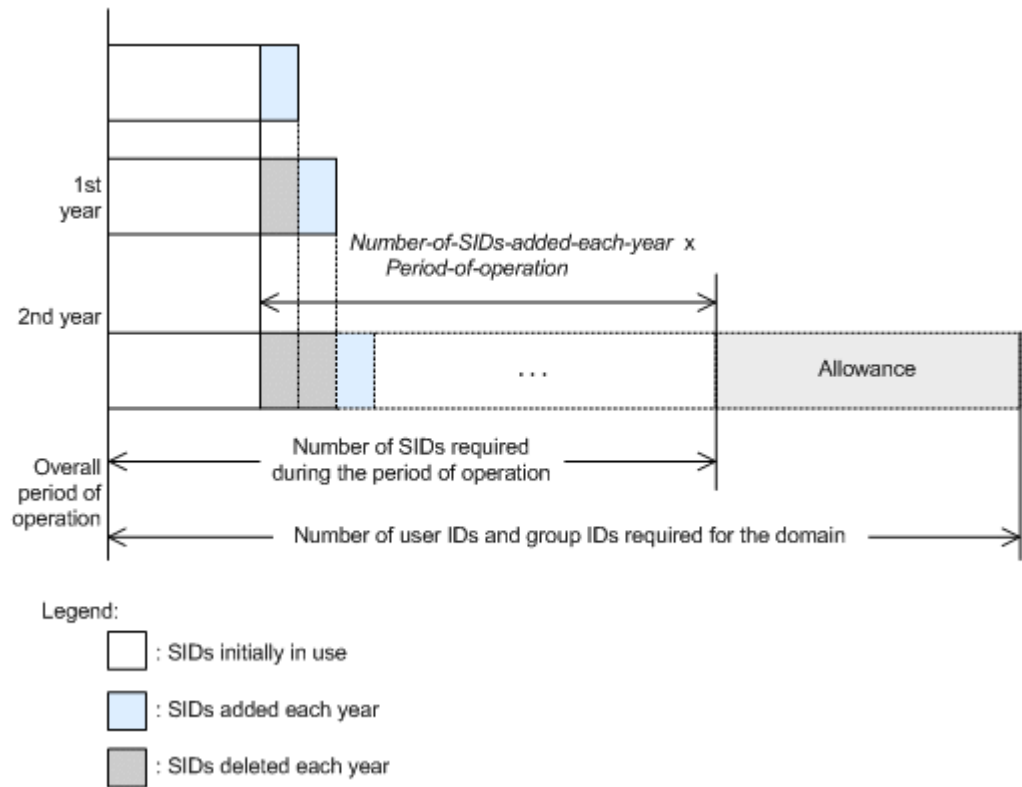 1st
year
Number-of-SIDs-added-each-year x
Period-of-operation
2nd year
. . .
Allowance
Number of SIDs required
during the period of operation
Overall
period of
operation
Number of user IDs and group IDs required for the domain
Legend:
: SIDs initially in use
: SIDs added each year
: SIDs deleted each year